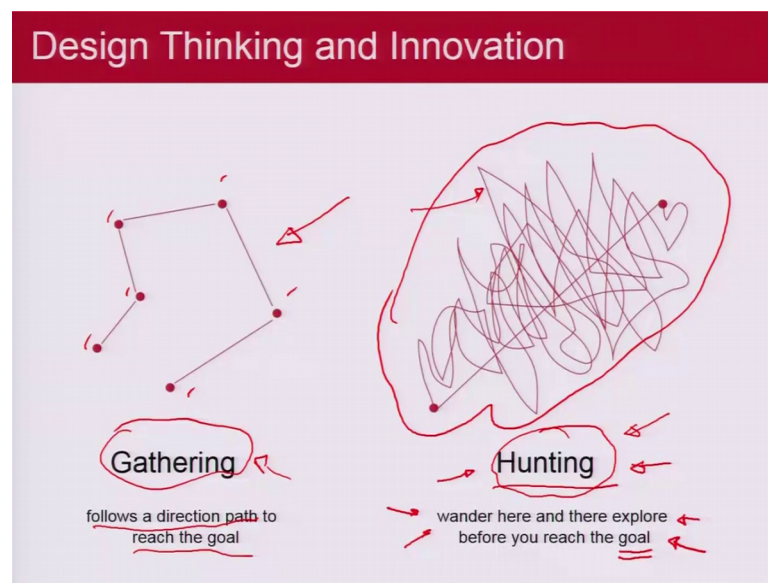 Design Thinking and Innovation
Gathering
follows a direction path to
reach the goal
Hunting
wander here and there explore
before you reach the goal